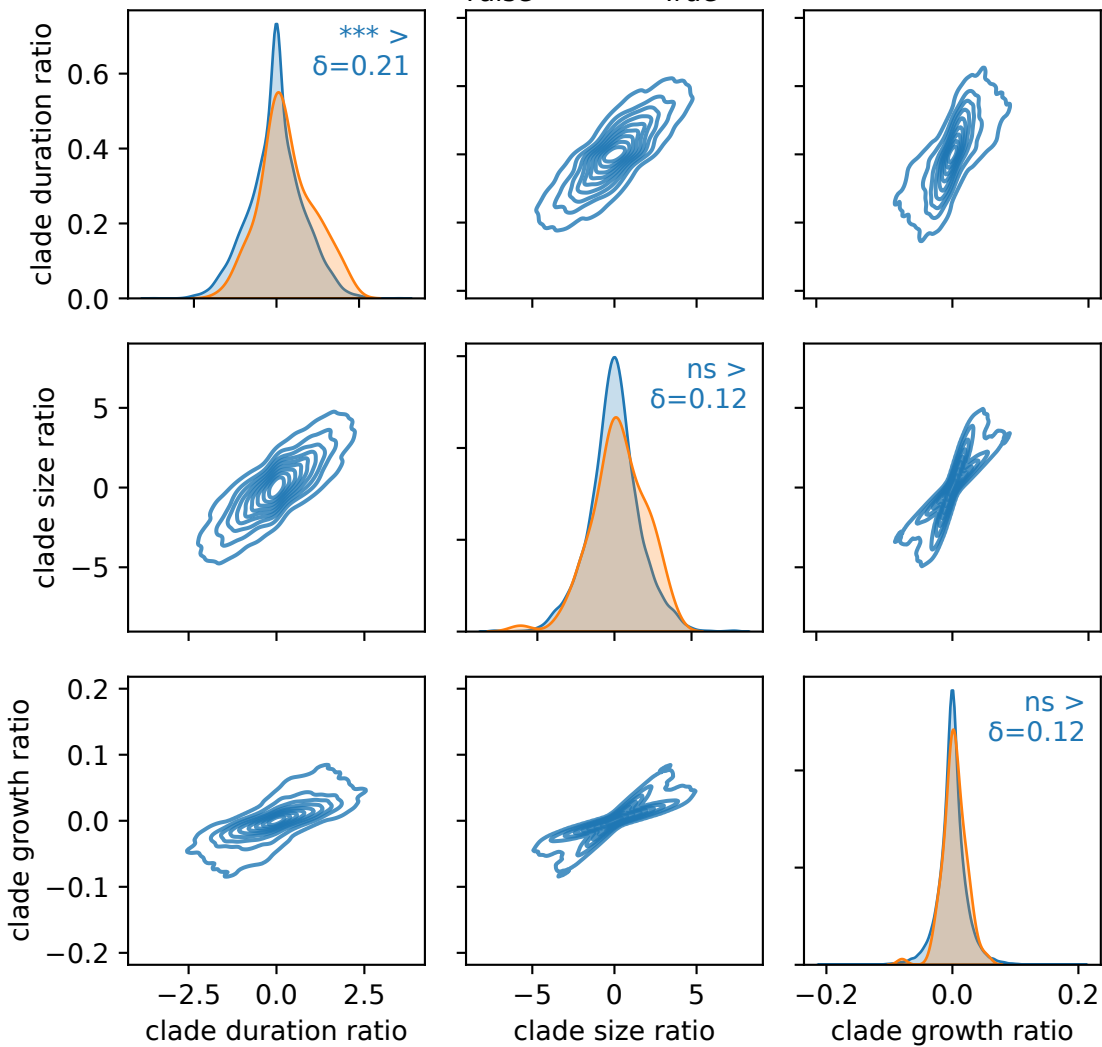 clade duration ratio
0.6
0.4
0.2
0.0
*** >
δ=0.21
clade size ratio
5
0
−5
ns >
δ=0.12
clade growth ratio
0.2
0.1
0.0
−0.1
−0.2
ns >
δ=0.12
−2.5 0.0 2.5
clade duration ratio
−5 0 5
clade size ratio
−0.2 0.0 0.2
clade growth ratio